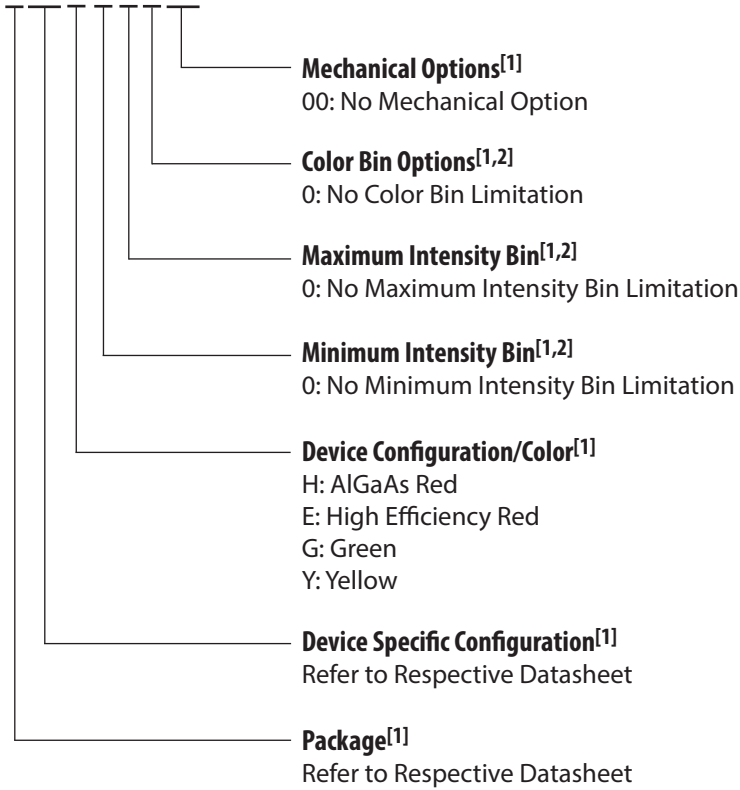 Mechanical Options[1]
00: No Mechanical Option
Color Bin Options[1,2]
0: No Color Bin Limitation
Maximum Intensity Bin[1,2]
0: No Maximum Intensity Bin Limitation
Minimum Intensity Bin[1,2]
0: No Minimum Intensity Bin Limitation
Device Configuration/Color[1]
H: AlGaAs Red
E: High Efficiency Red
G: Green
Y: Yellow
Device Specific Configuration[1]
Refer to Respective Datasheet
Package[1]
Refer to Respective Datasheet